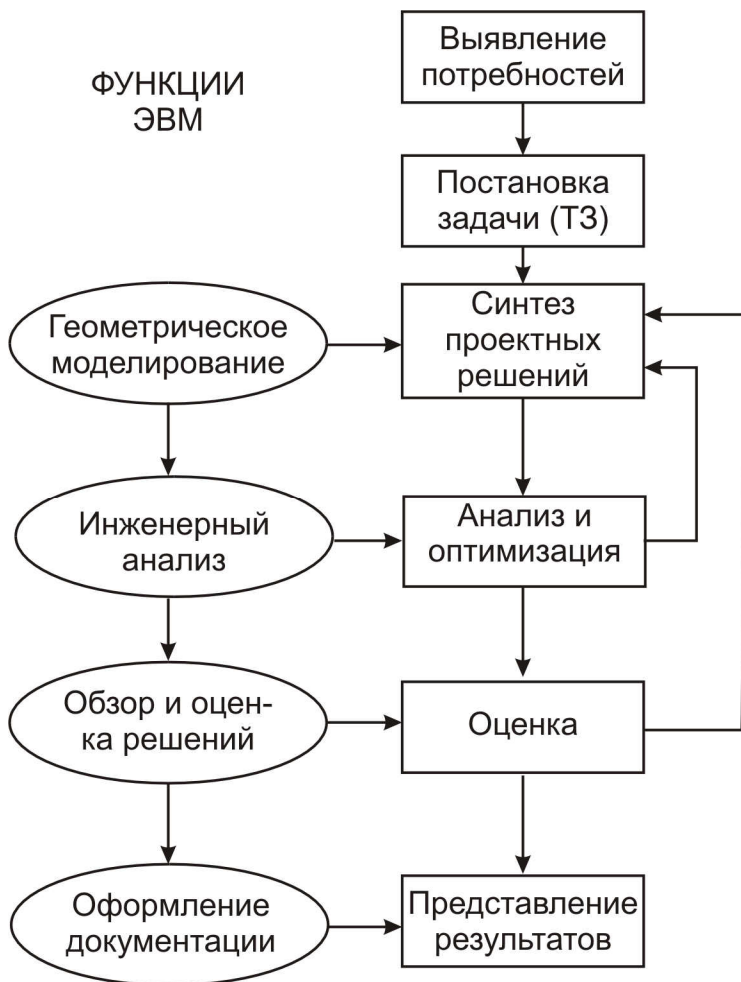 ФУНКЦИИ
ЭВМ
Выявление
потребностей
Постановка
задачи (ТЗ)
Геометрическое
моделирование
Синтез
проектных
решений
Инженерный
анализ
Анализ и
оптимизация
Обзор и оцен-
ка решений
Оценка
Оформление
документации
Представление
результатов